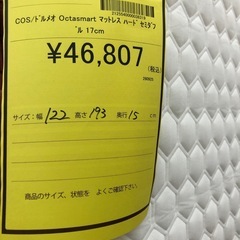 COS/ドルメオ Octasmart マットレス ハード セミダブ
ル 17cm
¥46,807
(税込)
サイズ：幅 122 高さ 193 奥行 15 cm
商品のサイズ、状態を よくご確認下さい。